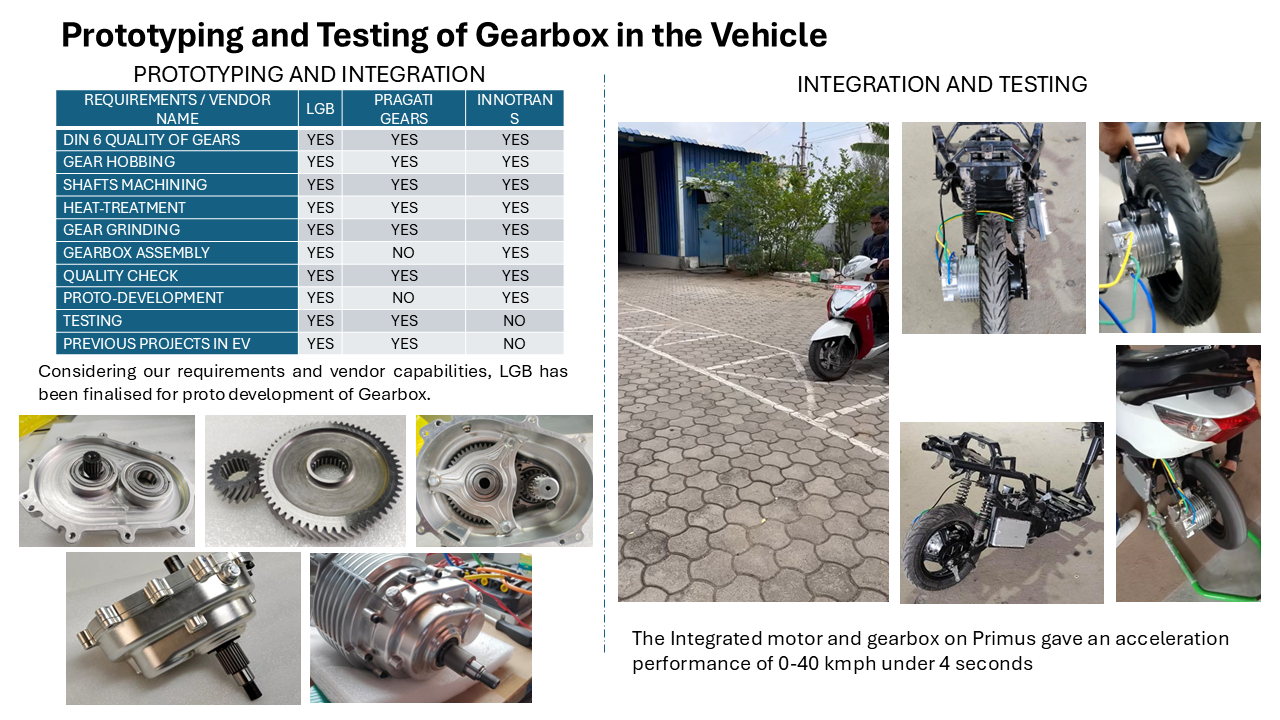 Prototyping and Testing of Gearbox in the Vehicle
PROTOTYPING AND INTEGRATION
REQUIREMENTS / VENDOR NAME LGB PRAGATI GEARS INNOTRANS
DIN 6 QUALITY OF GEARS YES YES YES
GEAR HOBBING YES YES YES
SHAFTS MACHINING YES YES YES
HEAT-TREATMENT YES YES YES
GEAR GRINDING YES YES YES
GEARBOX ASSEMBLY YES NO YES
QUALITY CHECK YES YES YES
PROTO-DEVELOPMENT YES NO YES
TESTING YES YES NO
PREVIOUS PROJECTS IN EV YES YES NO
Considering our requirements and vendor capabilities, LGB has
been finalised for proto development of Gearbox.
INTEGRATION AND TESTING
The Integrated motor and gearbox on Primus gave an acceleration
performance of 0-40 kmph under 4 seconds